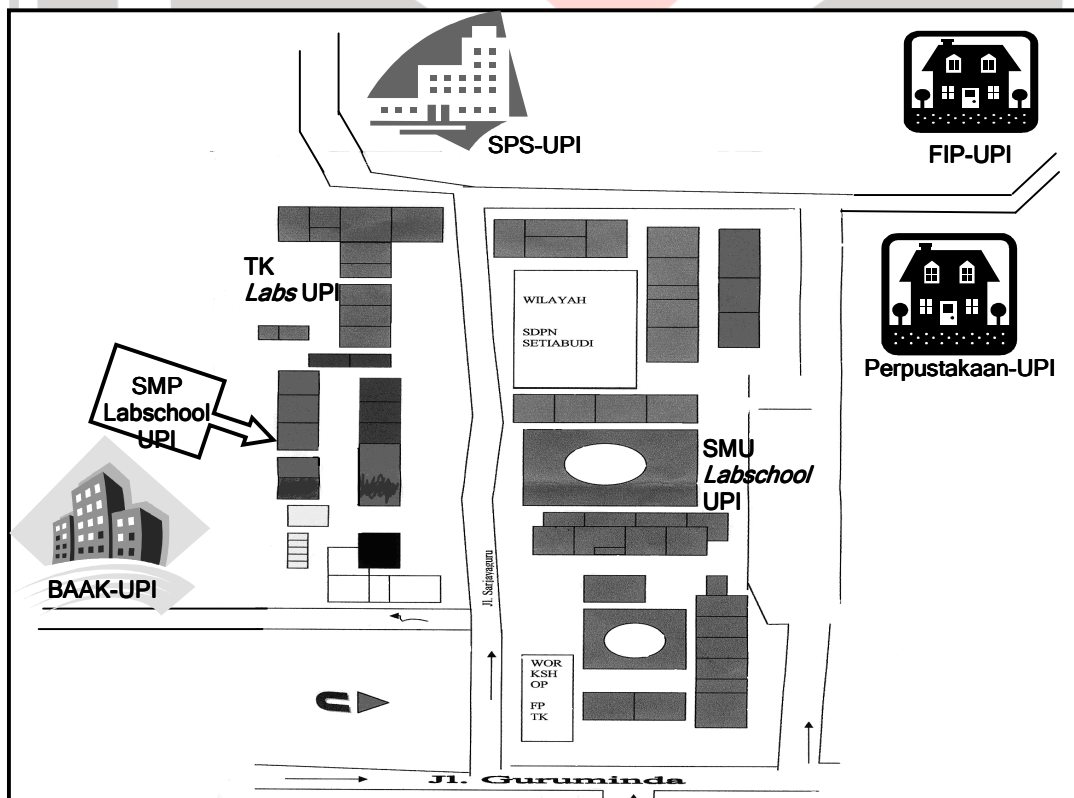 SPS-UPI
FIP-UPI
TK
Labs UPI
WILAYAH
SDPN
SETIABUDI
Perpustakaan-UPI
SMP
Labschool
UPI
SMU
Labschool
UPI
BAAK-UPI
Jl. Sarjayaguru
WOR
KSH
OP
FP
TK
Jl. Guruminda